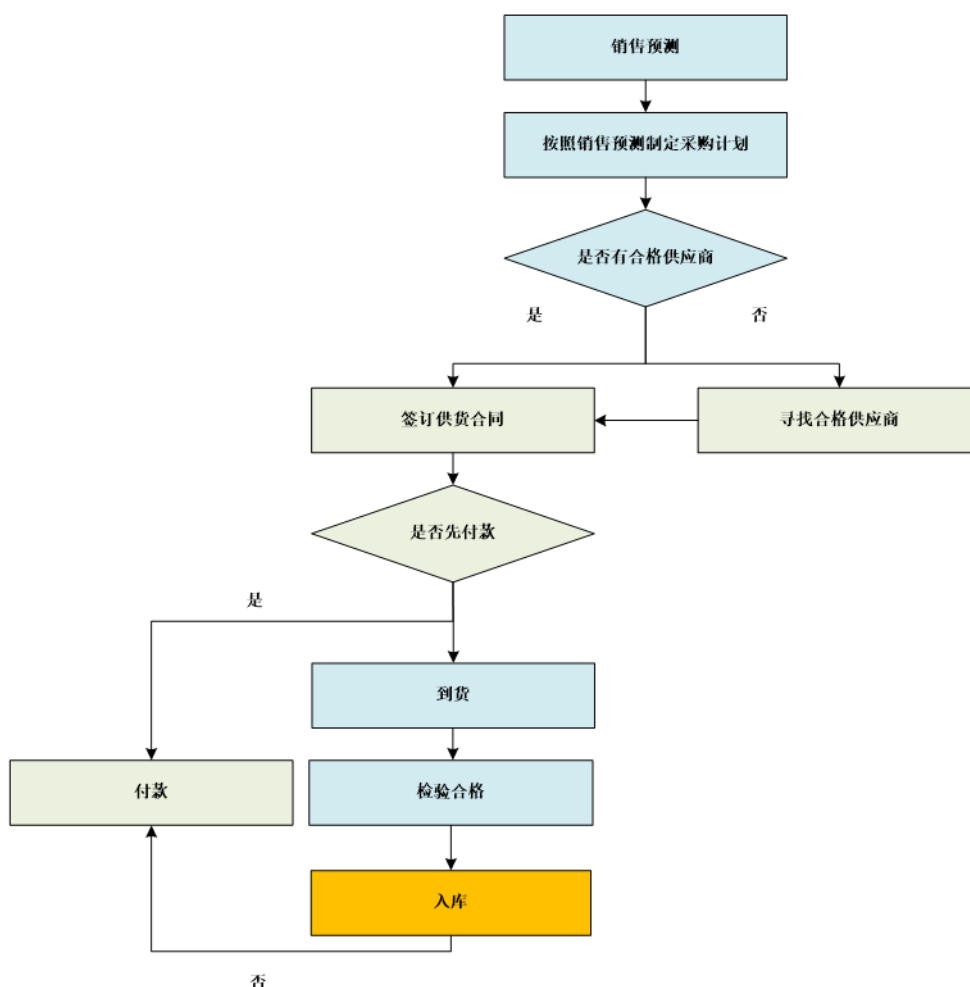 销售预测
按照销售预测制定采购计划
是否有合格供应商
是
否
签订供货合同
寻找合格供应商
是否先付款
是
到货
付款
检验合格
入库
否